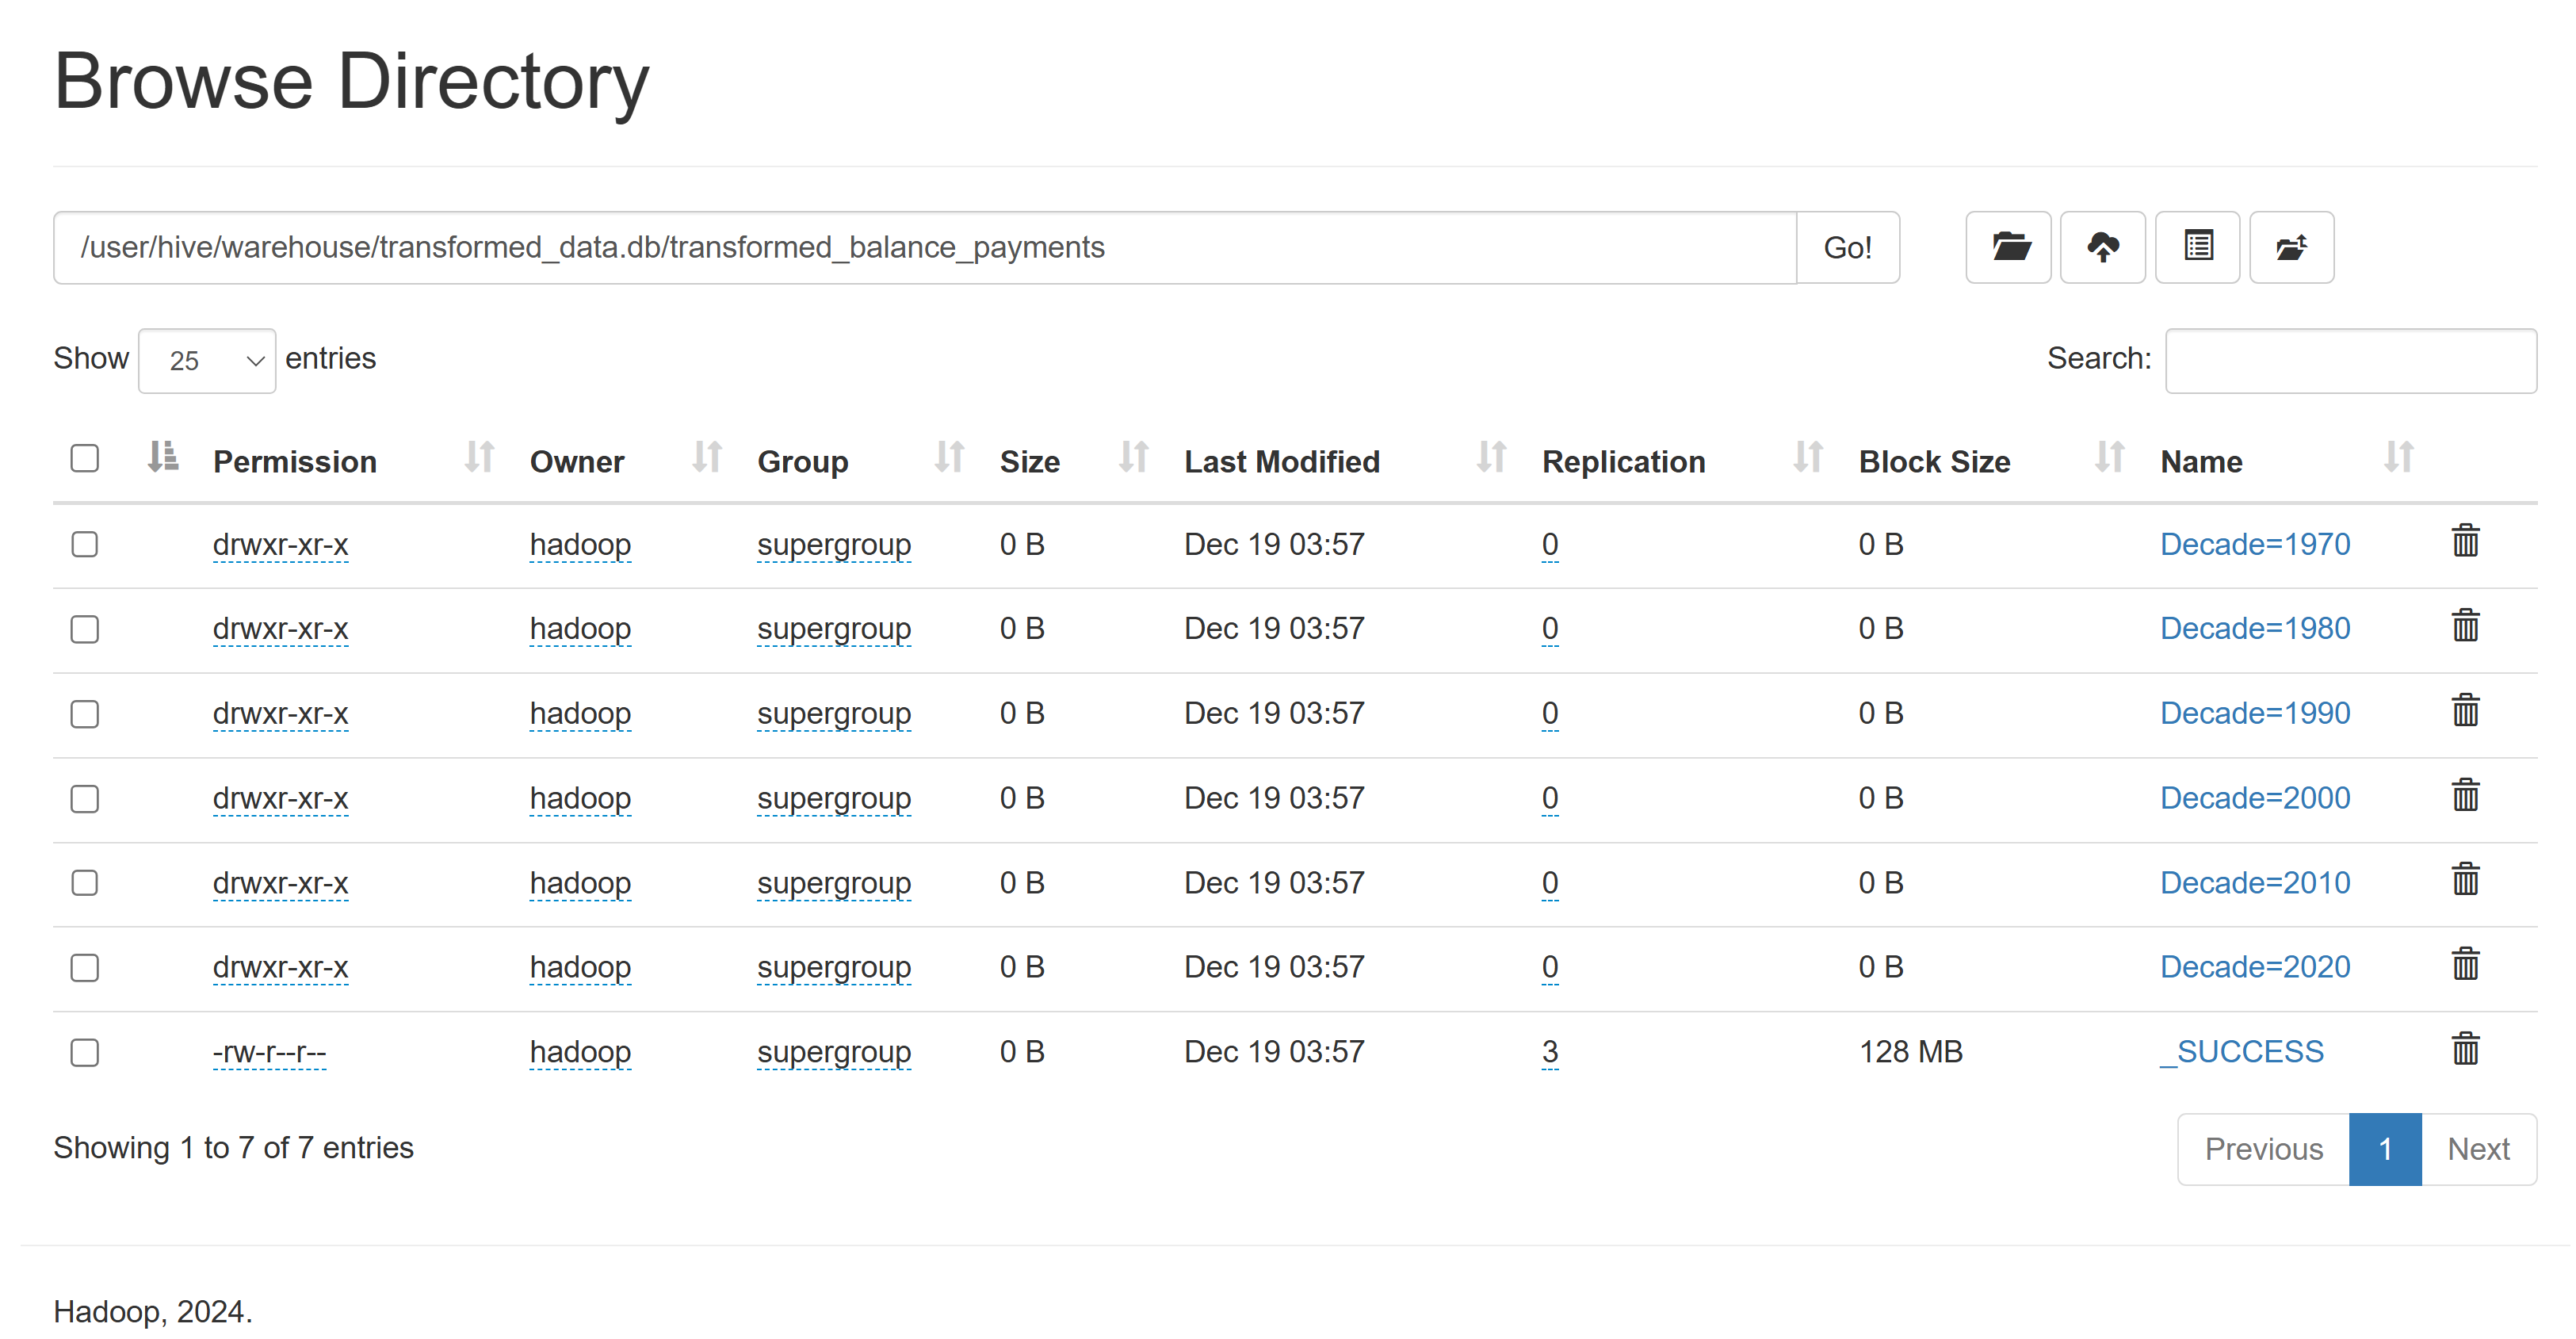 Browse Directory
/user/hive/warehouse/transformed_data.db/transformed_balance_payments Go!
Show 25 entries Search:
Permission Owner Group Size Last Modified Replication Block Size Name
drwxr-xr-x hadoop supergroup 0 B Dec 19 03:57 0 0 B Decade=1970
drwxr-xr-x hadoop supergroup 0 B Dec 19 03:57 0 0 B Decade=1980
drwxr-xr-x hadoop supergroup 0 B Dec 19 03:57 0 0 B Decade=1990
drwxr-xr-x hadoop supergroup 0 B Dec 19 03:57 0 0 B Decade=2000
drwxr-xr-x hadoop supergroup 0 B Dec 19 03:57 0 0 B Decade=2010
drwxr-xr-x hadoop supergroup 0 B Dec 19 03:57 0 0 B Decade=2020
-rw-r--r-- hadoop supergroup 0 B Dec 19 03:57 3 128 MB _SUCCESS
Showing 1 to 7 of 7 entries Previous 1 Next
Hadoop, 2024.